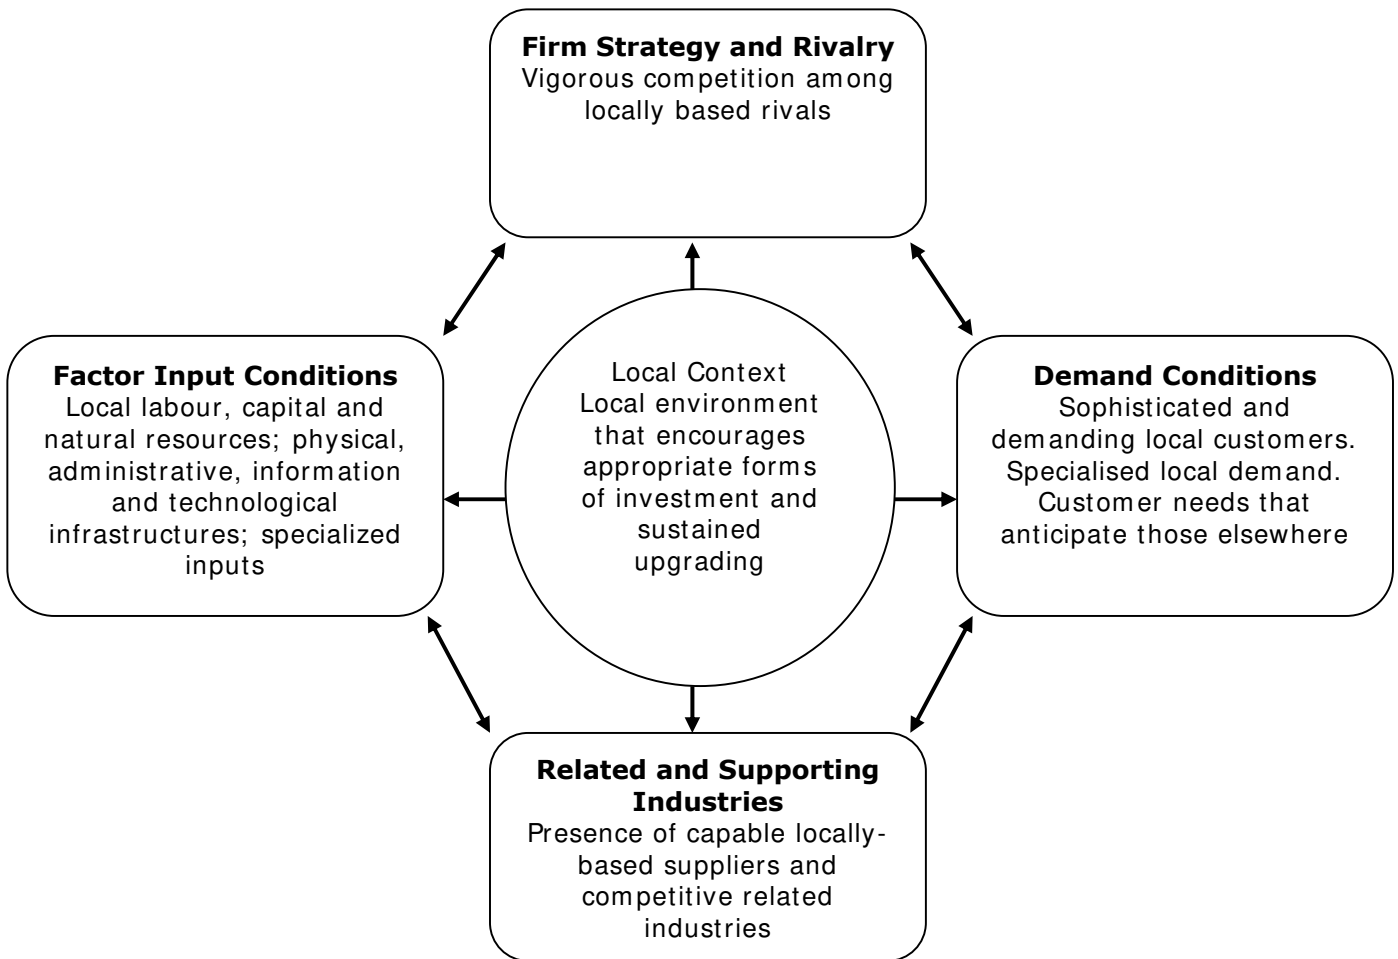 Firm Strategy and Rivalry
Vigorous competition among
locally based rivals
Factor Input Conditions
Local labour, capital and
natural resources; physical,
administrative, information
and technological
infrastructures; specialized
inputs
Local Context
Local environment
that encourages
appropriate forms
of investment and
sustained
upgrading
Demand Conditions
Sophisticated and
demanding local customers.
Specialised local demand.
Customer needs that
anticipate those elsewhere
Related and Supporting
Industries
Presence of capable locally-
based suppliers and
competitive related
industries